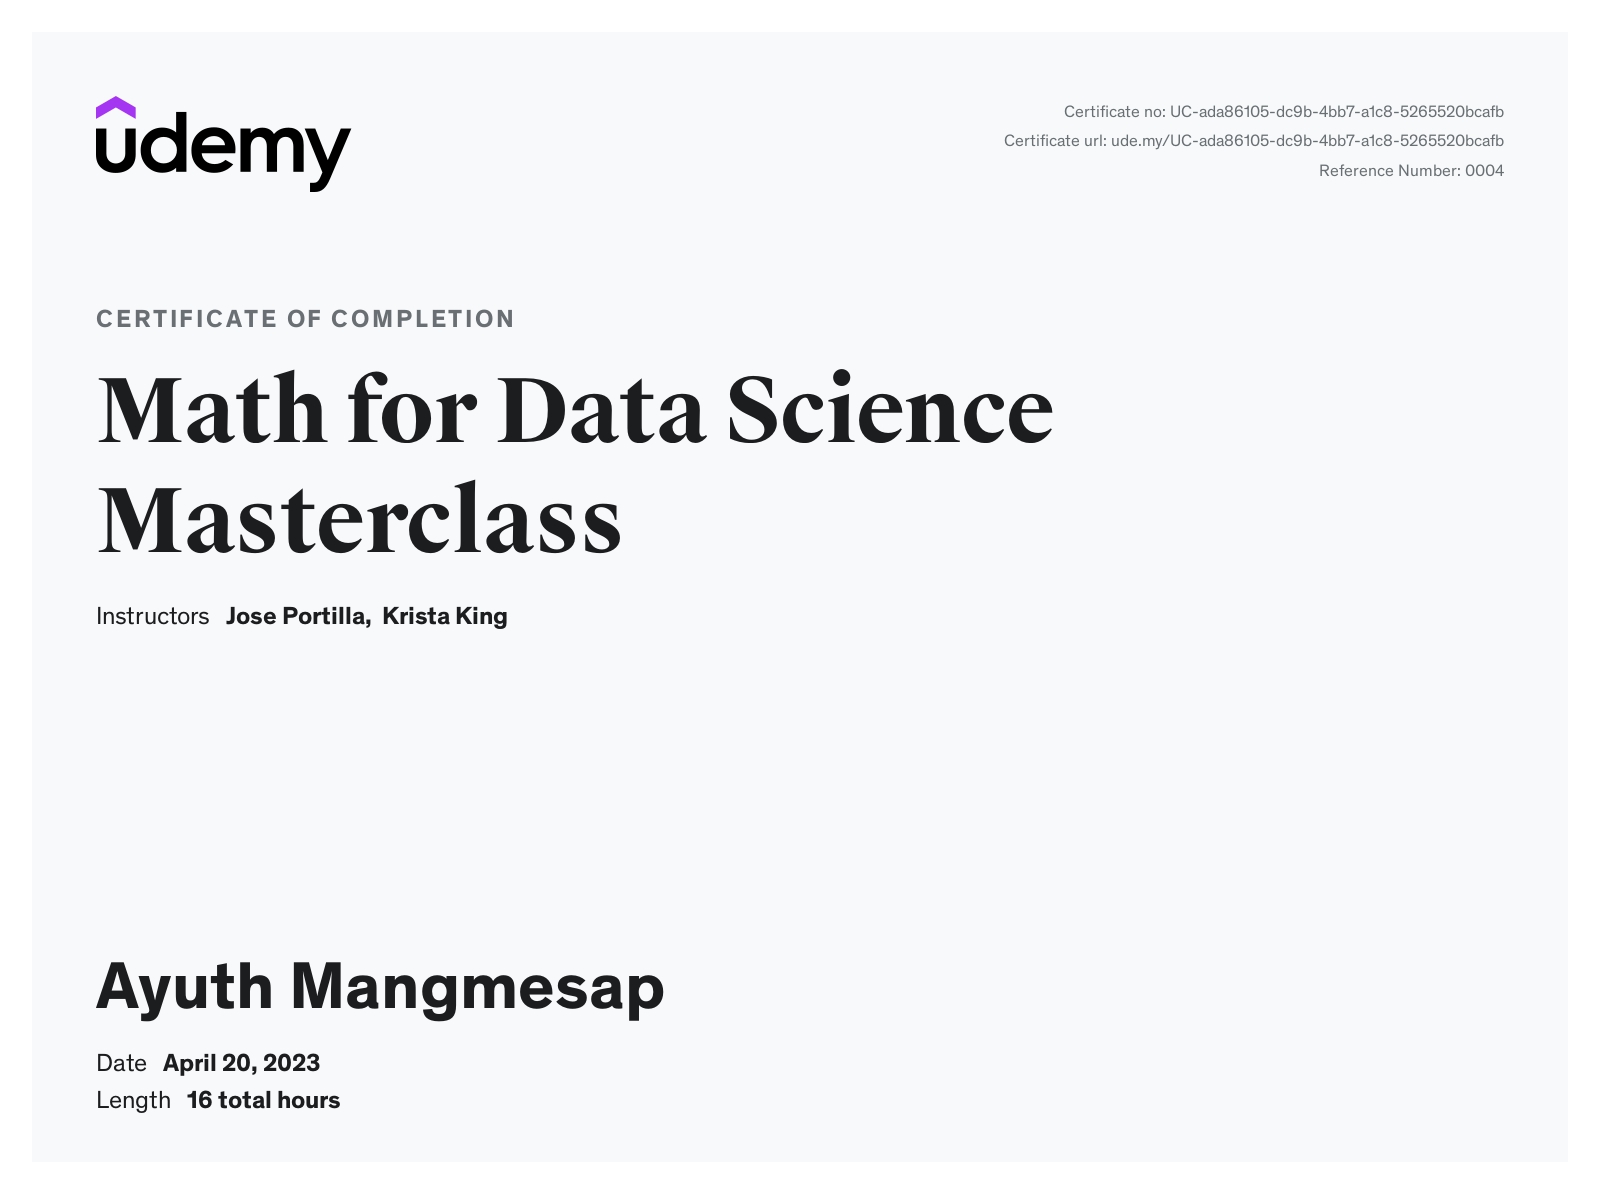 udemy
Certificate no: UC-ada86105-dc9b-4bb7-a1c8-5265520bcafb
Certificate url: ude.my/UC-ada86105-dc9b-4bb7-a1c8-5265520bcafb
Reference Number: 0004
CERTIFICATE OF COMPLETION
Math for Data Science
Masterclass
Instructors Jose Portilla, Krista King
Ayuth Mangmesap
Date April 20, 2023
Length 16 total hours